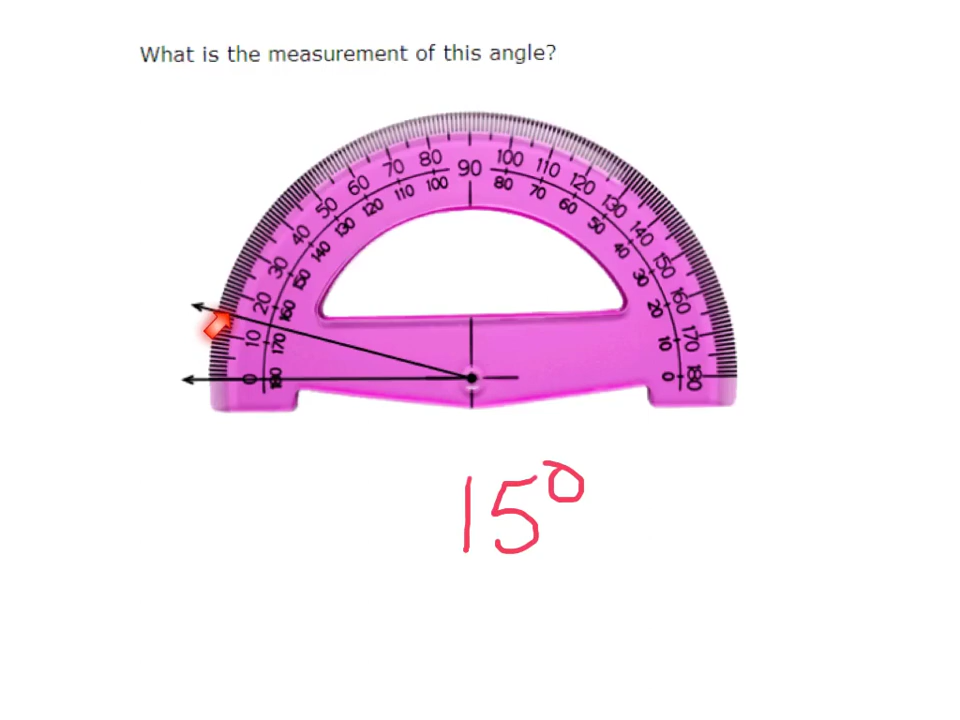 What is the measurement of this angle?
0 10 20 30 40 50 60 70 80 90 100 110 120 130 140 150 160 170 180
180 170 160 150 140 130 120 110 100 80 70 60 50 40 30 20 10 0
15°